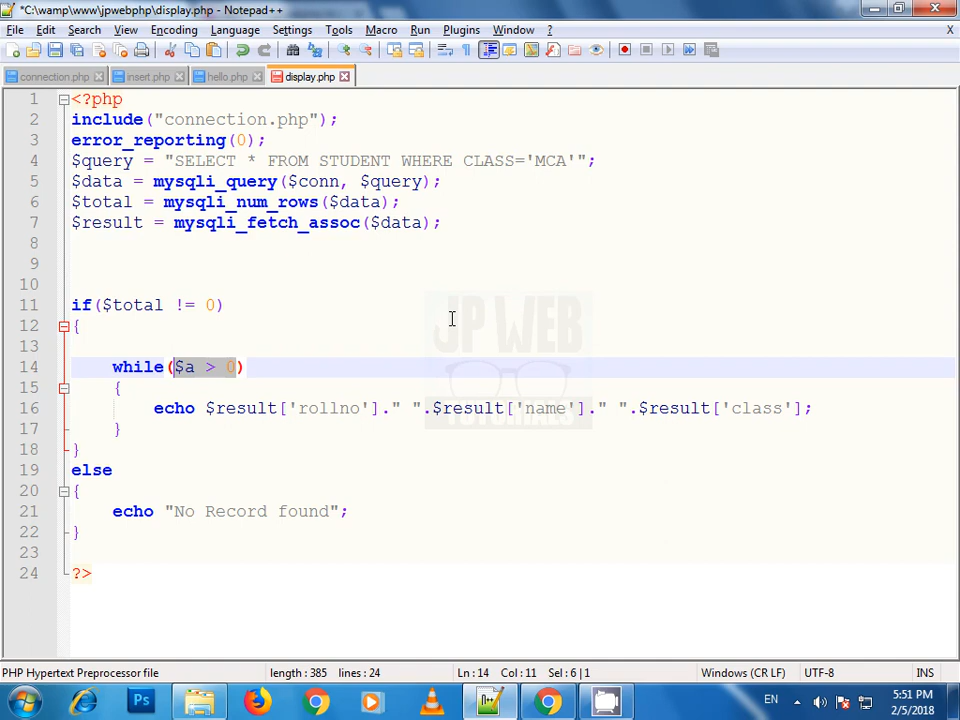 *C:\wamp\www\jpwebphp\display.php - Notepad++
File Edit Search View Encoding Language Settings Tools Macro Run Plugins Window ? X
connection.php insert.php hello.php display.php
1 <?php
2 include("connection.php");
3 error_reporting(0);
4 $query = "SELECT * FROM STUDENT WHERE CLASS='MCA'";
5 $data = mysqli_query($conn, $query);
6 $total = mysqli_num_rows($data);
7 $result = mysqli_fetch_assoc($data);
8
9
10
11 if($total != 0)
12 {
13
14 while($a > 0)
15 {
16 echo $result['rollno']." ".$result['name']." ".$result['class'];
17 }
18 }
19 else
20 {
21 echo "No Record found";
22 }
23
24 ?>
JP WEB
TUTORIALS
PHP Hypertext Preprocessor file length : 385 lines : 24 Ln : 14 Col : 11 Sel : 6 | 1 Windows (CR LF) UTF-8 INS
Ps EN 5:51 PM
2/5/2018